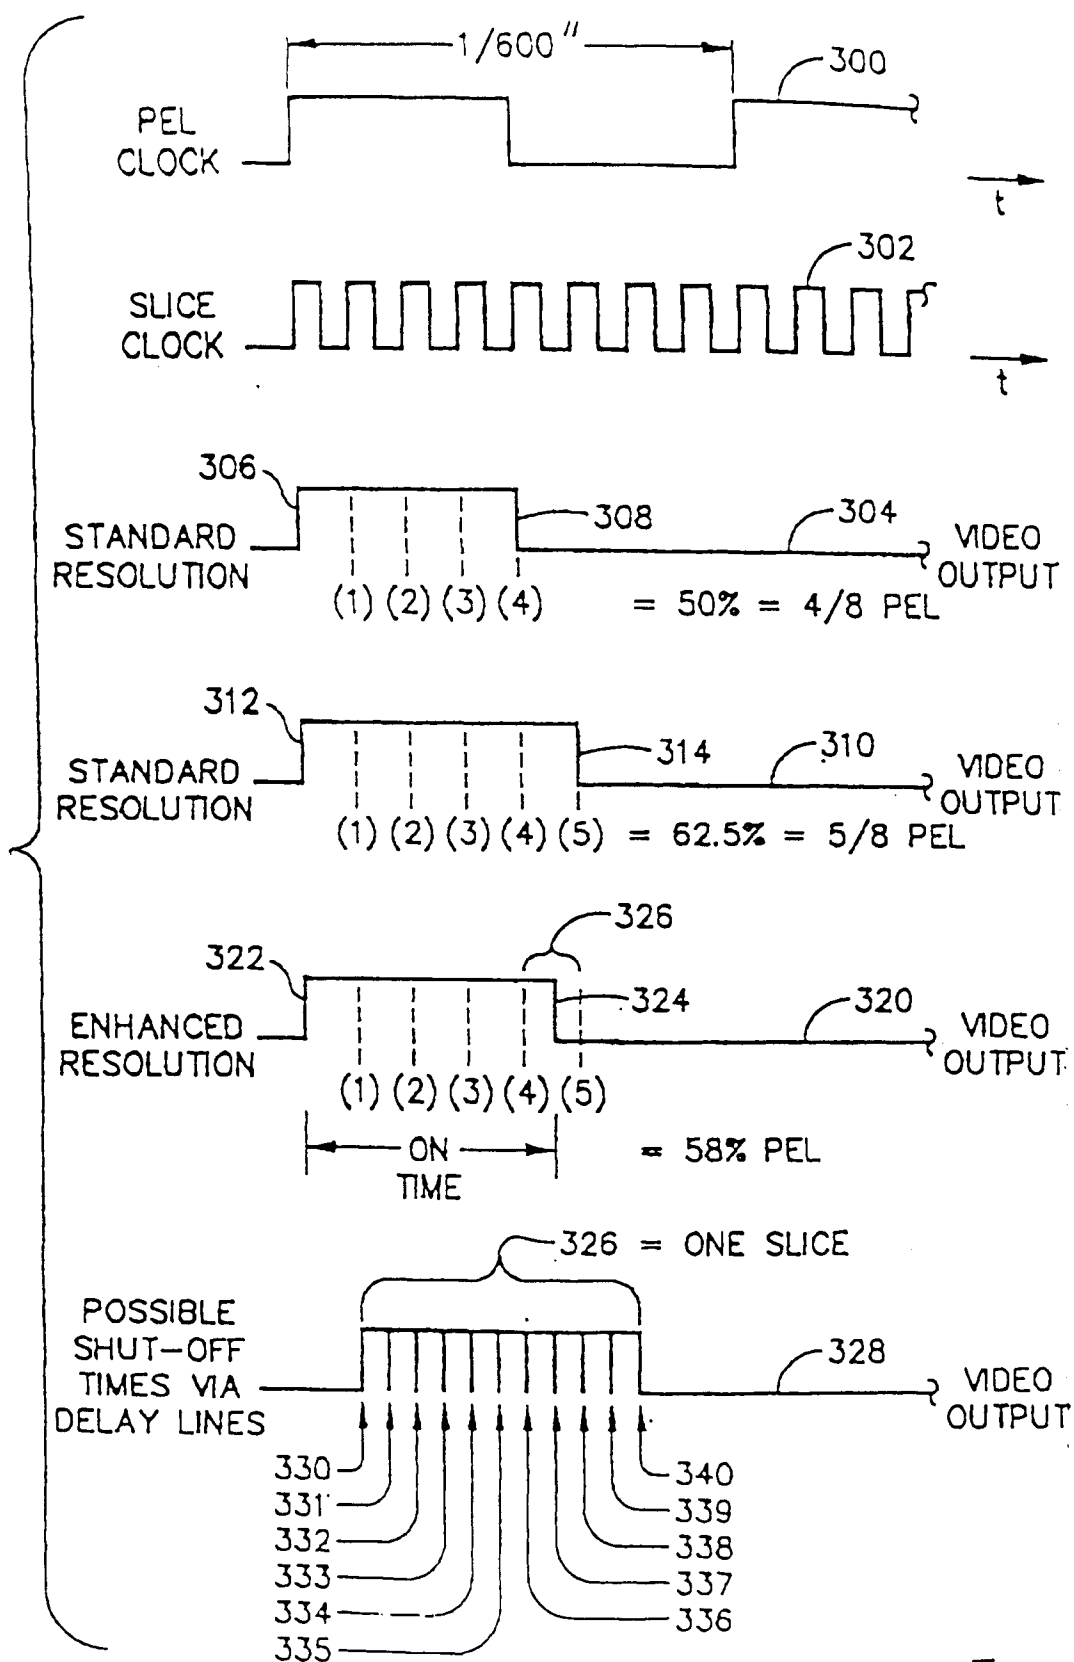 1/600"
300
PEL
CLOCK
t
302
SLICE
CLOCK
t
306
308
304
STANDARD
RESOLUTION
VIDEO
OUTPUT
(1) (2) (3) (4) = 50% = 4/8 PEL
312
314
310
STANDARD
RESOLUTION
VIDEO
OUTPUT
(1) (2) (3) (4) (5) = 62.5% = 5/8 PEL
326
322
324
320
ENHANCED
RESOLUTION
VIDEO
OUTPUT
(1) (2) (3) (4) (5)
ON
TIME
= 58% PEL
326 = ONE SLICE
POSSIBLE
SHUT-OFF
TIMES VIA
DELAY LINES
328
VIDEO
OUTPUT
330
331
332
333
334
335
340
339
338
337
336